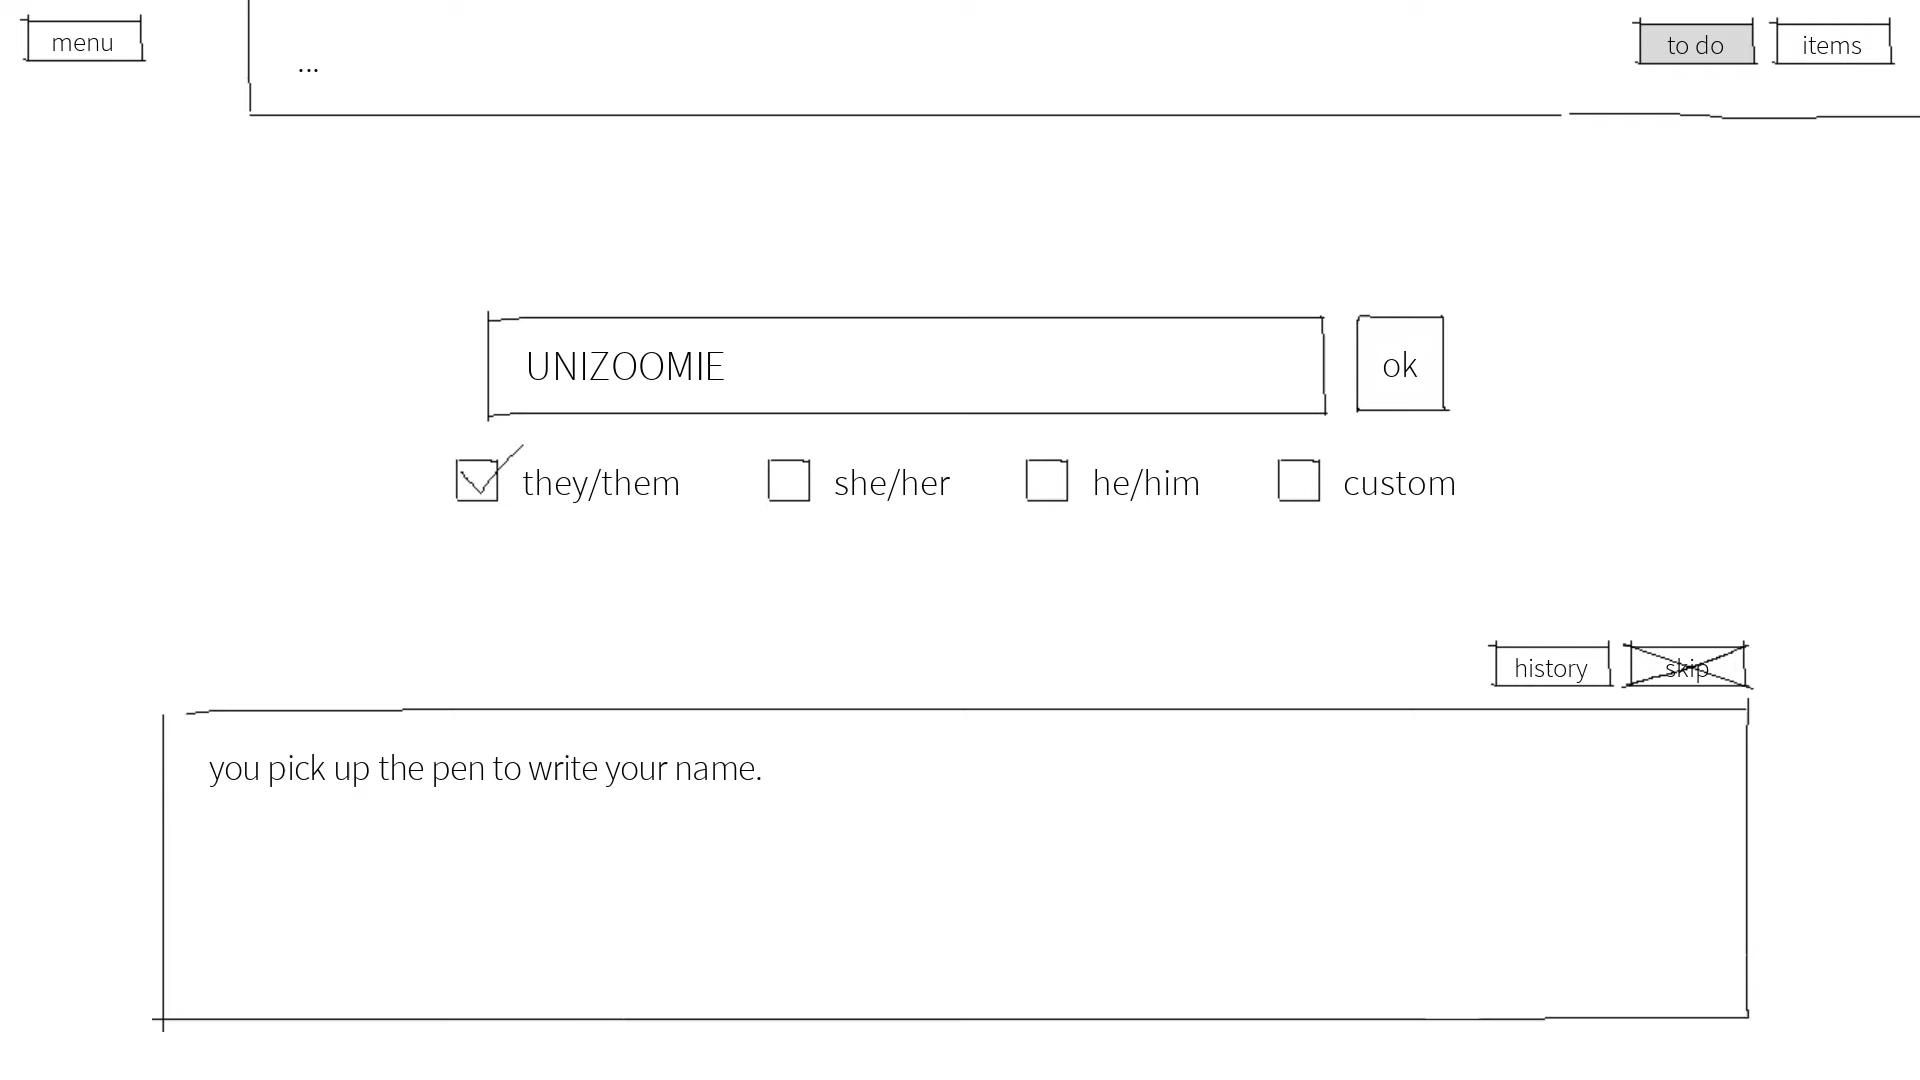 menu
...
to do
items
UNIZOOMIE
ok
they/them
she/her
he/him
custom
history
skip
you pick up the pen to write your name.